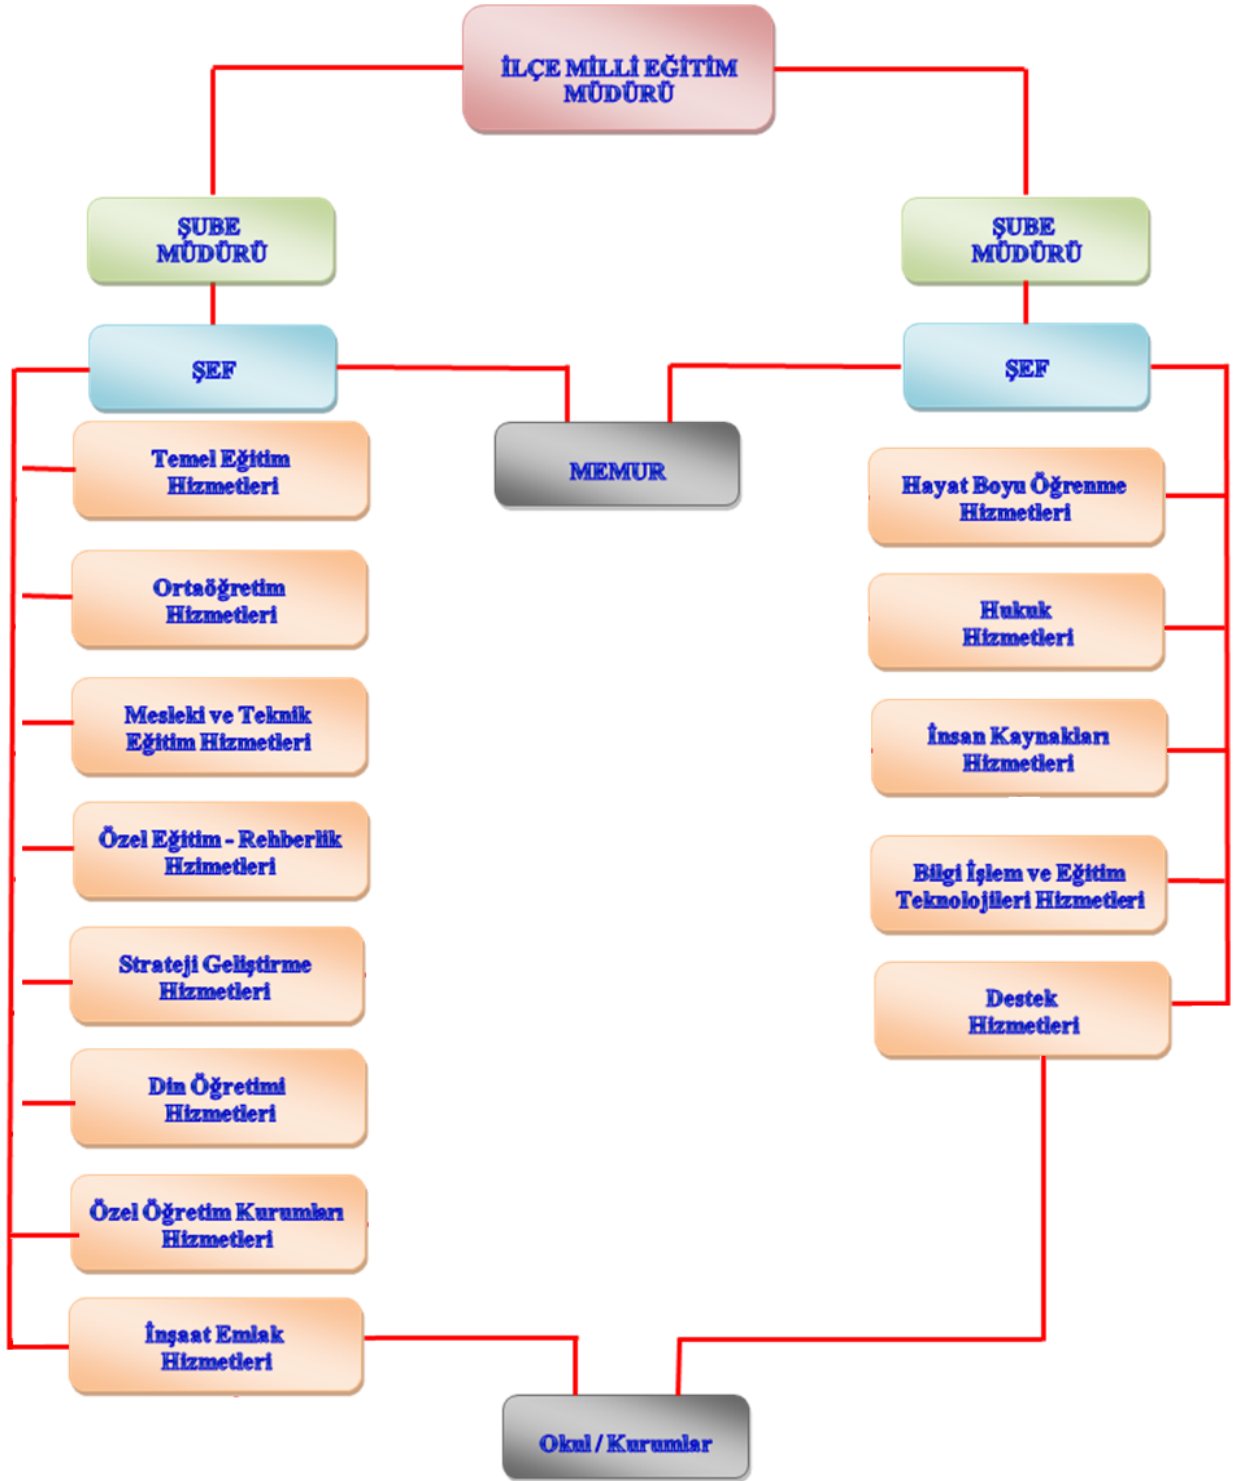 İLÇE MİLLİ EĞİTİM
MÜDÜRÜ
ŞUBE
MÜDÜRÜ
ŞUBE
MÜDÜRÜ
ŞEF
ŞEF
MEMUR
Temel Eğitim
Hizmetleri
Ortaöğretim
Hizmetleri
Mesleki ve Teknik
Eğitim Hizmetleri
Özel Eğitim - Rehberlik
Hzimetleri
Strateji Geliştirme
Hizmetleri
Din Öğretimi
Hizmetleri
Özel Öğretim Kurumları
Hizmetleri
İnşaat Emlak
Hizmetleri
Hayat Boyu Öğrenme
Hizmetleri
Hukuk
Hizmetleri
İnsan Kaynakları
Hizmetleri
Bilgi İşlem ve Eğitim
Teknolojileri Hizmetleri
Destek
Hizmetleri
Okul / Kurumlar